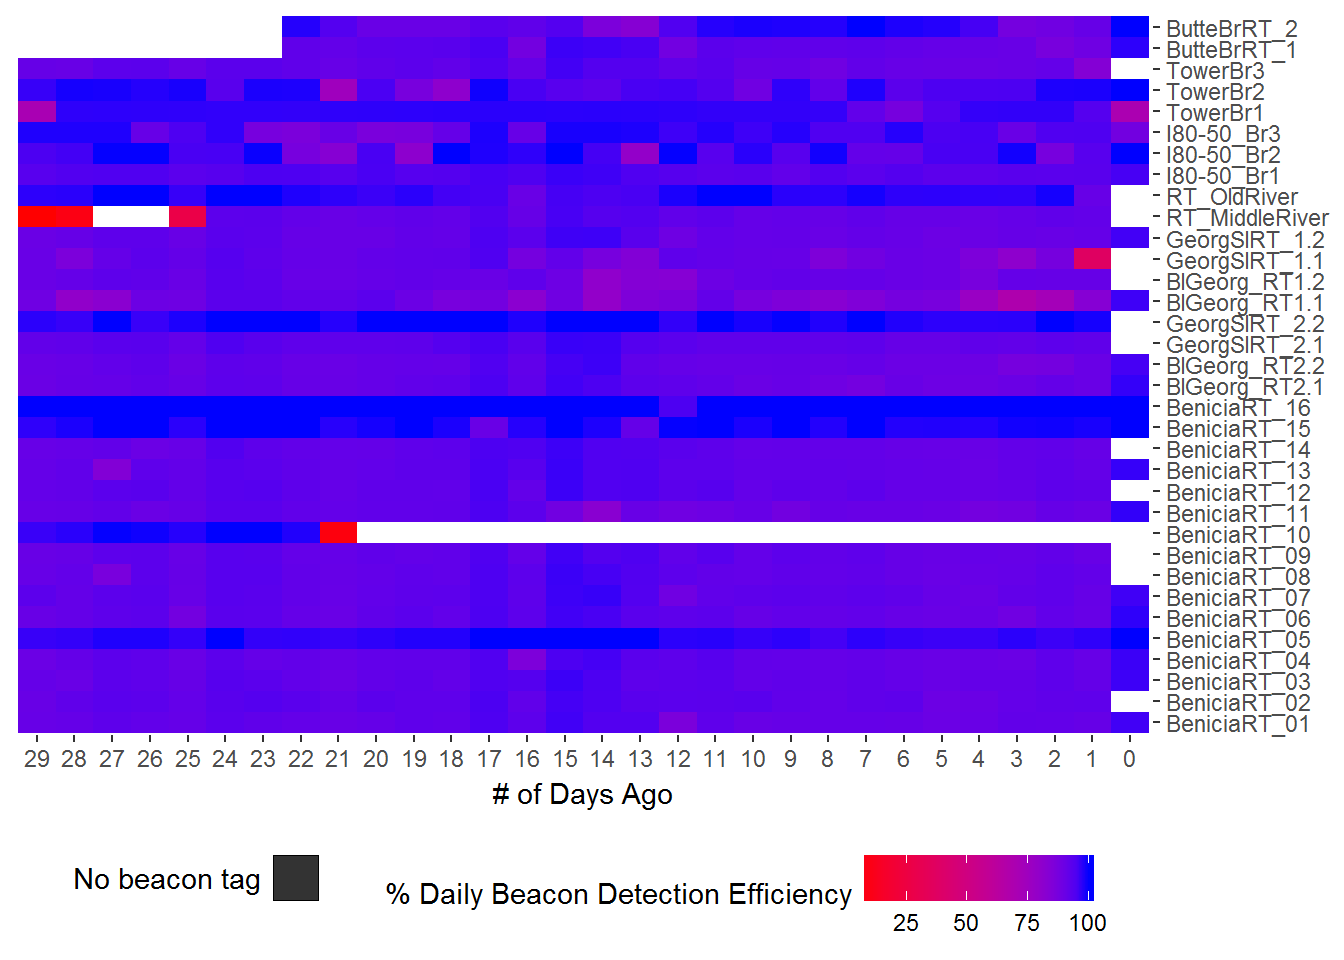 ButteBrRT_2
ButteBrRT_1
TowerBr3
TowerBr2
TowerBr1
I80-50_Br3
I80-50_Br2
I80-50_Br1
RT_OldRiver
RT_MiddleRiver
GeorgSlRT_1.2
GeorgSlRT_1.1
BlGeorg_RT1.2
BlGeorg_RT1.1
GeorgSlRT_2.2
GeorgSlRT_2.1
BlGeorg_RT2.2
BlGeorg_RT2.1
BeniciaRT_16
BeniciaRT_15
BeniciaRT_14
BeniciaRT_13
BeniciaRT_12
BeniciaRT_11
BeniciaRT_10
BeniciaRT_09
BeniciaRT_08
BeniciaRT_07
BeniciaRT_06
BeniciaRT_05
BeniciaRT_04
BeniciaRT_03
BeniciaRT_02
BeniciaRT_01
29 28 27 26 25 24 23 22 21 20 19 18 17 16 15 14 13 12 11 10 9 8 7 6 5 4 3 2 1 0
# of Days Ago
No beacon tag
% Daily Beacon Detection Efficiency
25 50 75 100